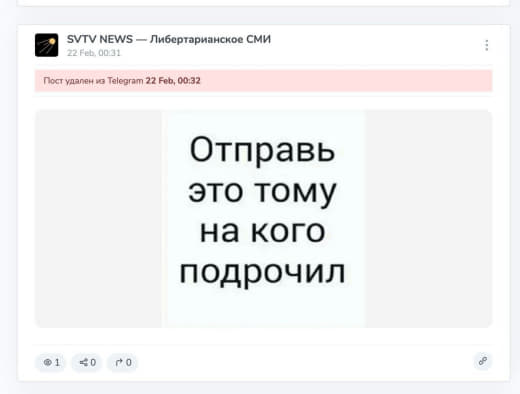 SVTV NEWS — Либертарианское СМИ
22 Feb, 00:31
Пост удален из Telegram 22 Feb, 00:32
Отправь
это тому
на кого
подрочил
1 0 0